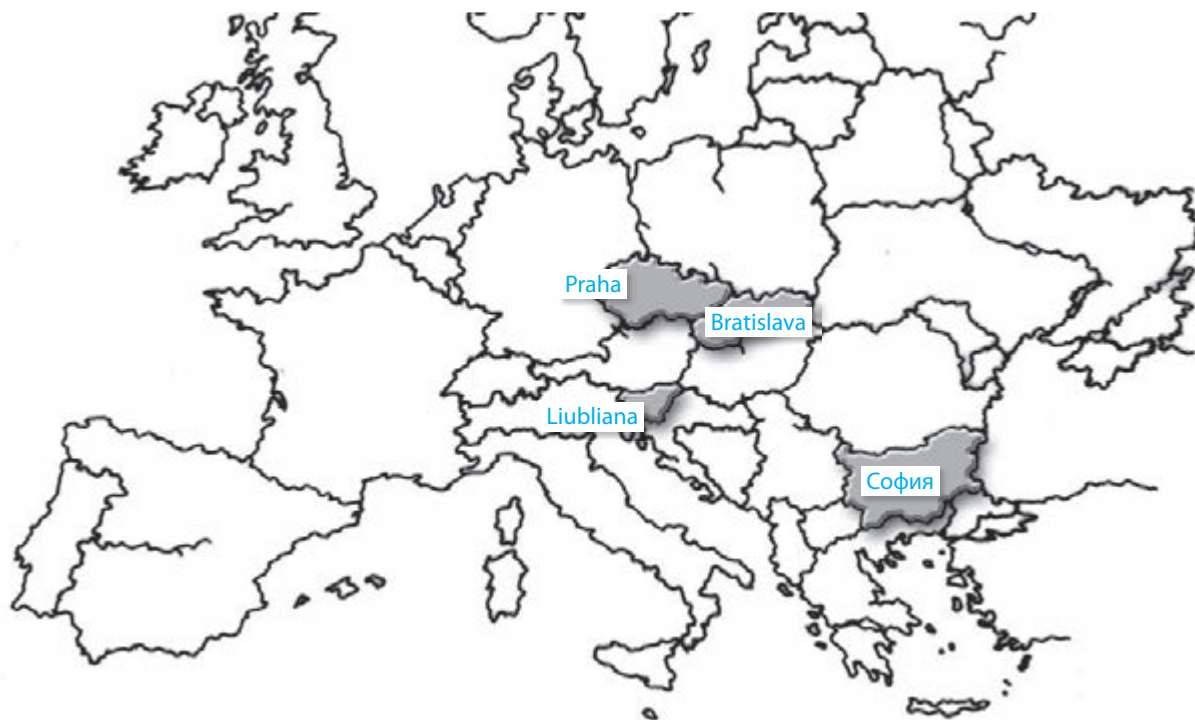 Praha
Bratislava
Liubliana
София